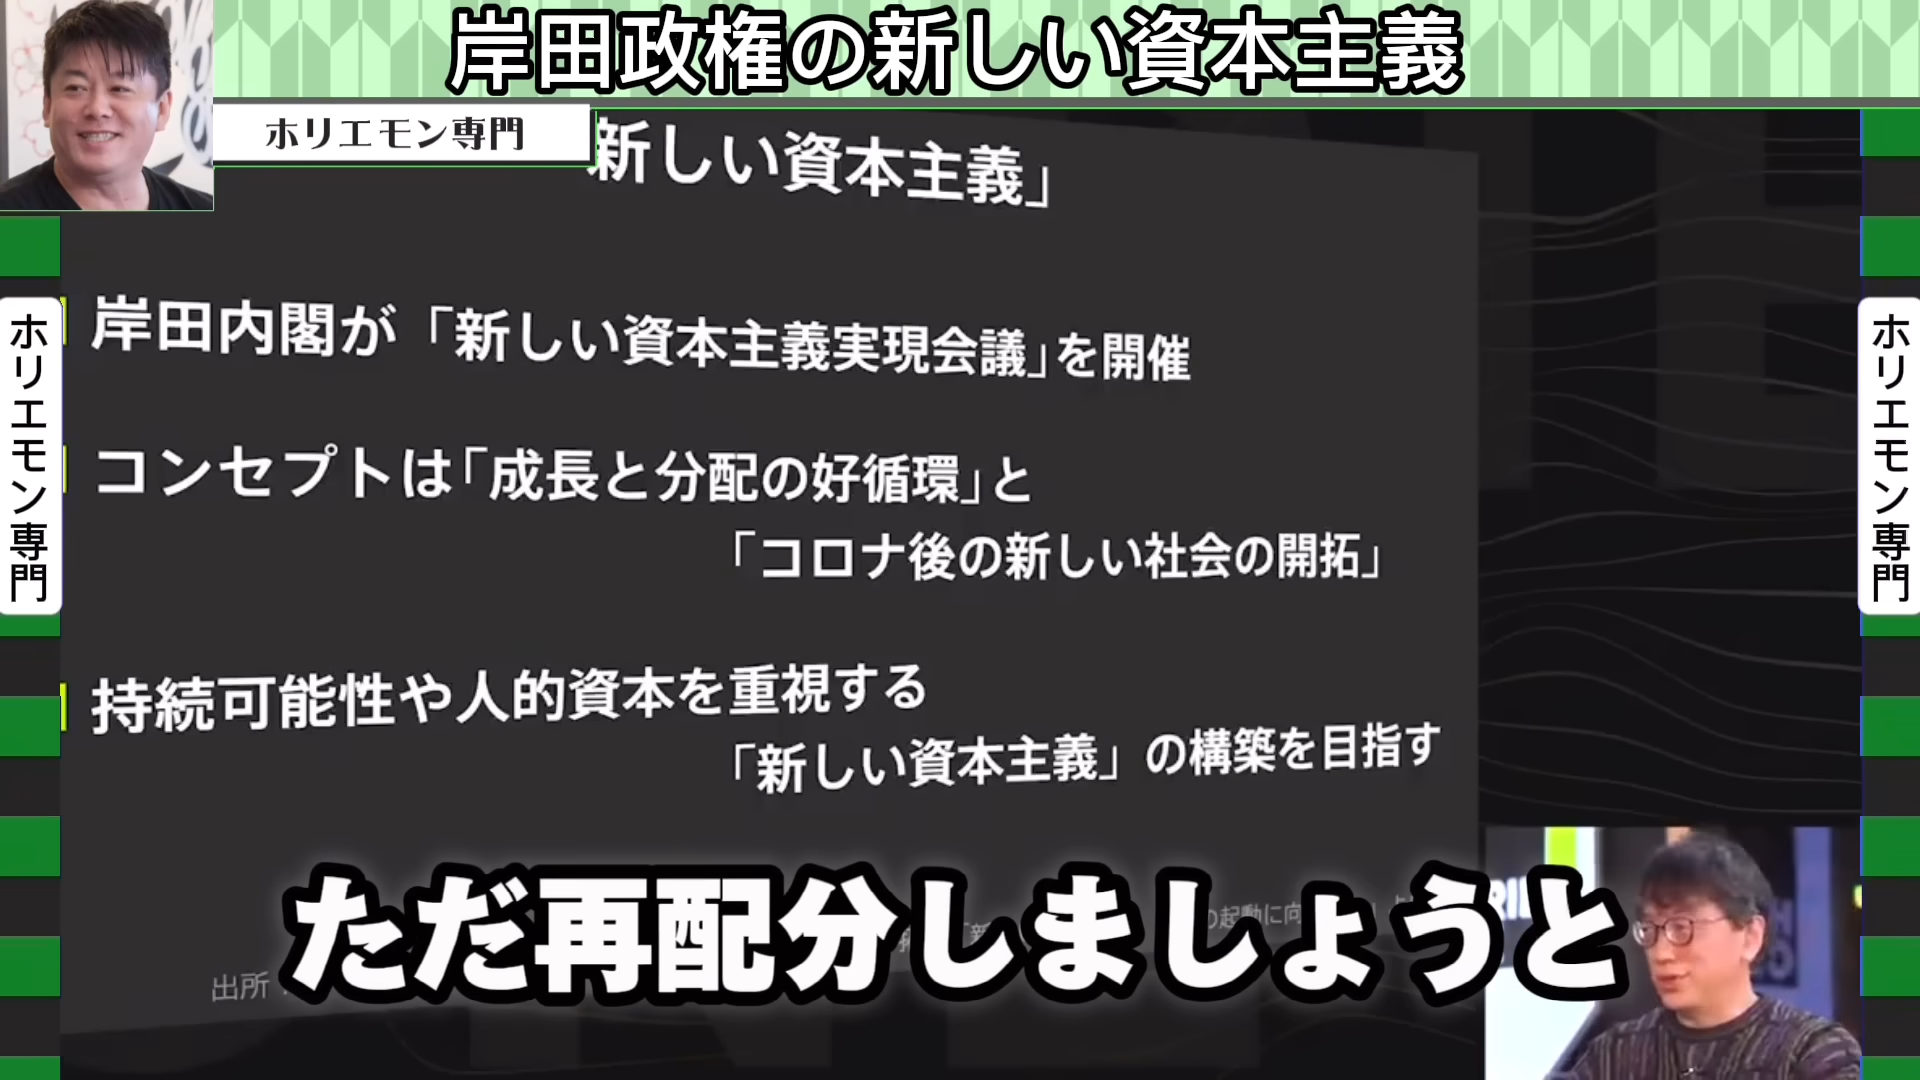 岸田政権の新しい資本主義
ホリエモン専門
新しい資本主義」
岸田内閣が「新しい資本主義実現会議」を開催
コンセプトは「成長と分配の好循環」と
「コロナ後の新しい社会の開拓」
持続可能性や人的資本を重視する
「新しい資本主義」の構築を目指す
ホリエモン専門
ホリエモン専門
の起動に向
出所
ただ再配分しましょうと